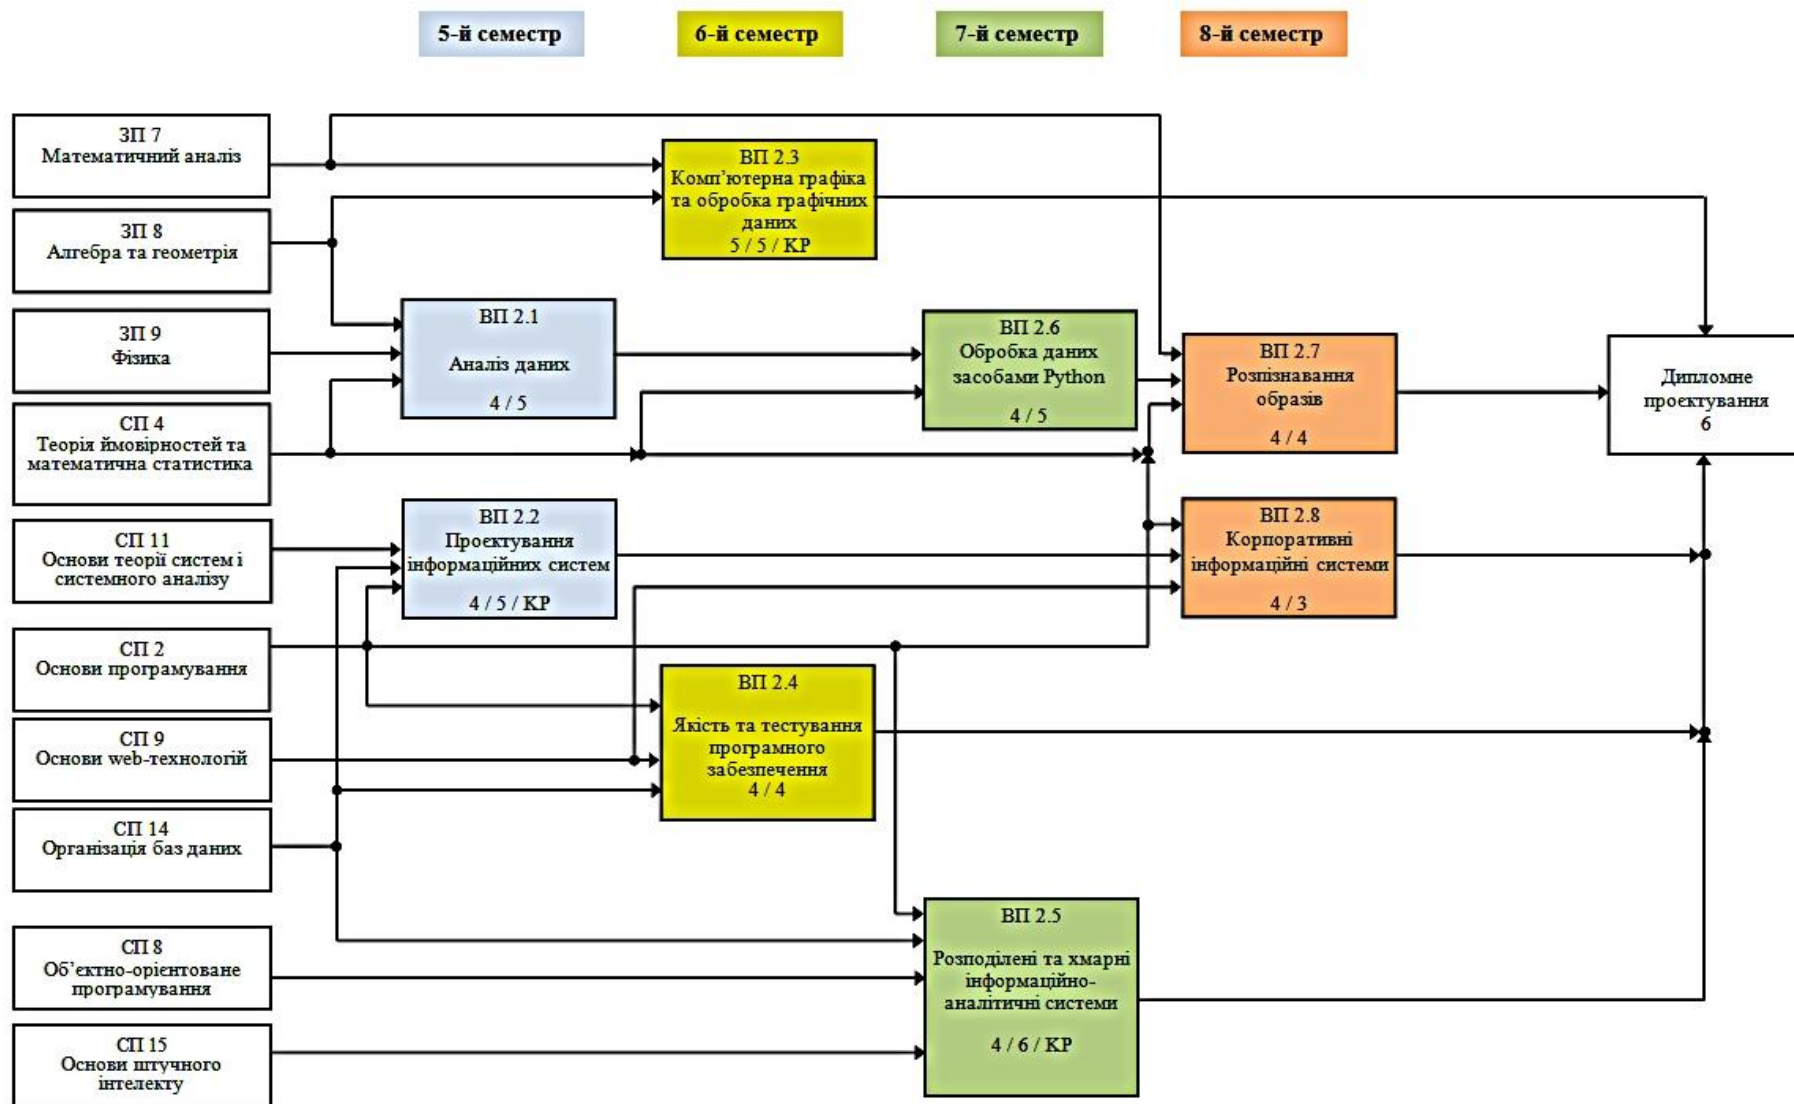 5-й семестр
6-й семестр
7-й семестр
8-й семестр
ЗП 7
Математичний аналіз
ЗП 8
Алгебра та геометрія
ЗП 9
Фізика
СП 4
Теорія ймовірностей та
математична статистика
СП 11
Основи теорії систем і
системного аналізу
СП 2
Основи програмування
СП 9
Основи web-технологій
СП 14
Організація баз даних
СП 8
Об’єктно-орієнтоване
програмування
СП 15
Основи штучного
інтелекту
ВП 2.1
Аналіз даних
4 / 5
ВП 2.2
Проєктування
інформаційних систем
4 / 5 / КР
ВП 2.3
Комп’ютерна графіка
та обробка графічних
даних
5 / 5 / КР
ВП 2.4
Якість та тестування
програмного
забезпечення
4 / 4
ВП 2.6
Обробка даних
засобами Python
4 / 5
ВП 2.5
Розподілені та хмарні
інформаційно-
аналітичні системи
4 / 6 / КР
ВП 2.7
Розпізнавання
образів
4 / 4
ВП 2.8
Корпоративні
інформаційні системи
4 / 3
Дипломне
проєктування
6